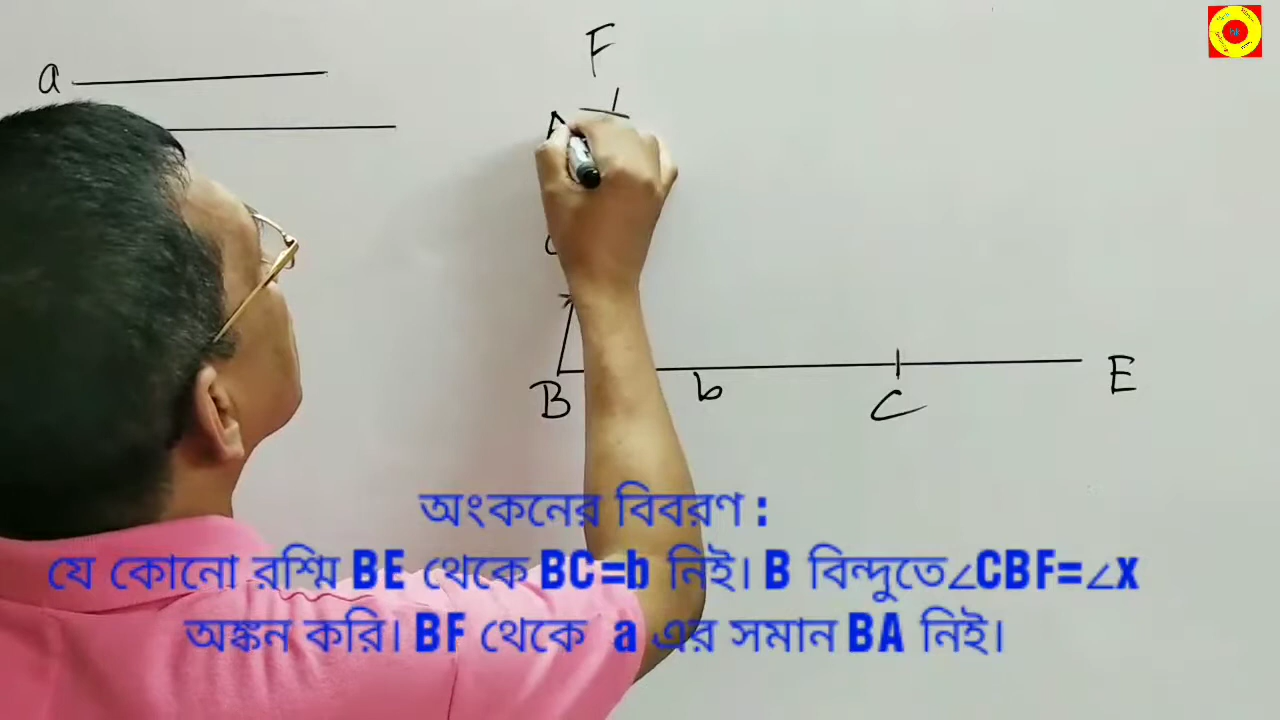 F
a
A
B
b
C
E
অংকনের বিবরণ :
যে কোনো রশ্মি BE থেকে BC=b নিই। B বিন্দুতে∠CBF=∠x
অঙ্কন করি। BF থেকে a এর সমান BA নিই।